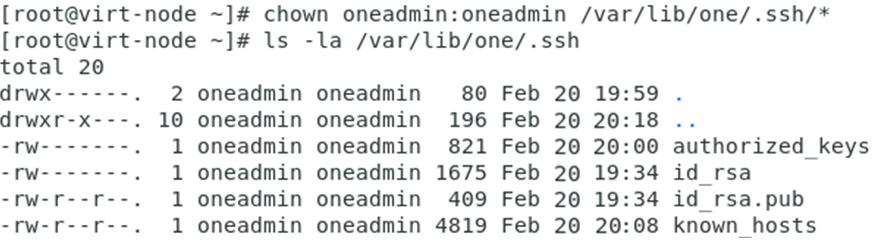 [root@virt-node ~]# chown oneadmin:oneadmin /var/lib/one/.ssh/*
[root@virt-node ~]# ls -la /var/lib/one/.ssh
total 20
drwx------.  2 oneadmin oneadmin   80 Feb 20 19:59 .
drwxr-x---. 10 oneadmin oneadmin  196 Feb 20 20:18 ..
-rw-------.  1 oneadmin oneadmin  821 Feb 20 20:00 authorized_keys
-rw-------.  1 oneadmin oneadmin 1675 Feb 20 19:34 id_rsa
-rw-r--r--.  1 oneadmin oneadmin  409 Feb 20 19:34 id_rsa.pub
-rw-r--r--.  1 oneadmin oneadmin 4819 Feb 20 20:08 known_hosts